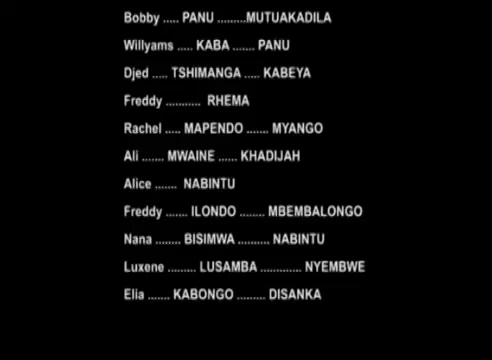 Bobby ..... PANU .........MUTUAKADILA
Willyams ..... KABA ....... PANU
Djed ..... TSHIMANGA ..... KABEYA
Freddy ........... RHEMA
Rachel ..... MAPENDO ....... MYANGO
Ali ....... MWAINE ...... KHADIJAH
Alice ....... NABINTU
Freddy ....... ILONDO ........ MBEMBALONGO
Nana ........ BISIMWA .......... NABINTU
Luxene ......... LUSAMBA ............. NYEMBWE
Elia ....... KABONGO ......... DISANKA